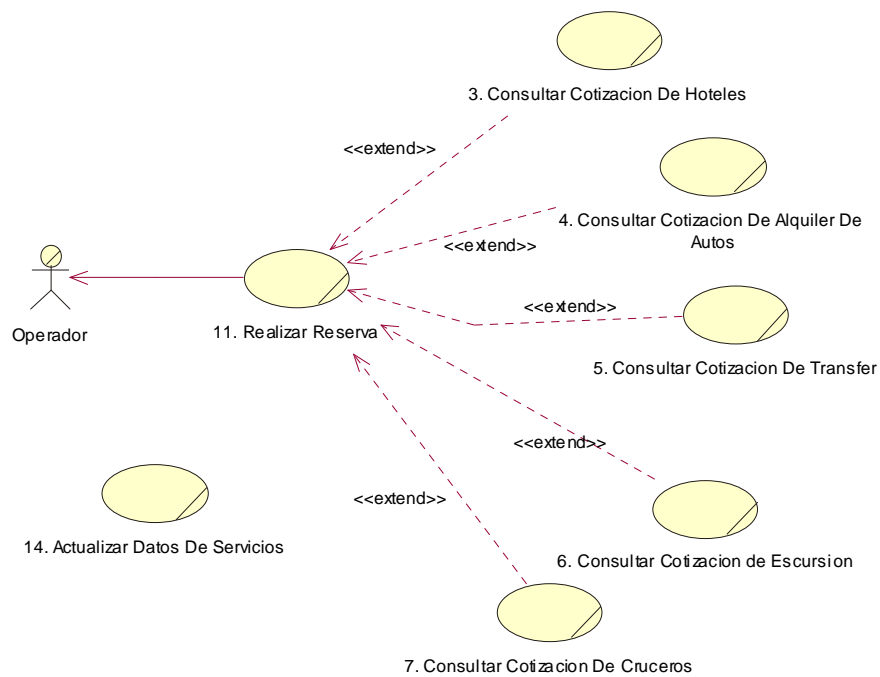 3. Consultar Cotizacion De Hoteles
<<extend>>
4. Consultar Cotizacion De Alquiler De
Autos
<<extend>>
Operador
11. Realizar Reserva
<<extend>>
5. Consultar Cotizacion De Transfer
<<extend>>
<<extend>>
14. Actualizar Datos De Servicios
6. Consultar Cotizacion de Escursion
7. Consultar Cotizacion De Cruceros